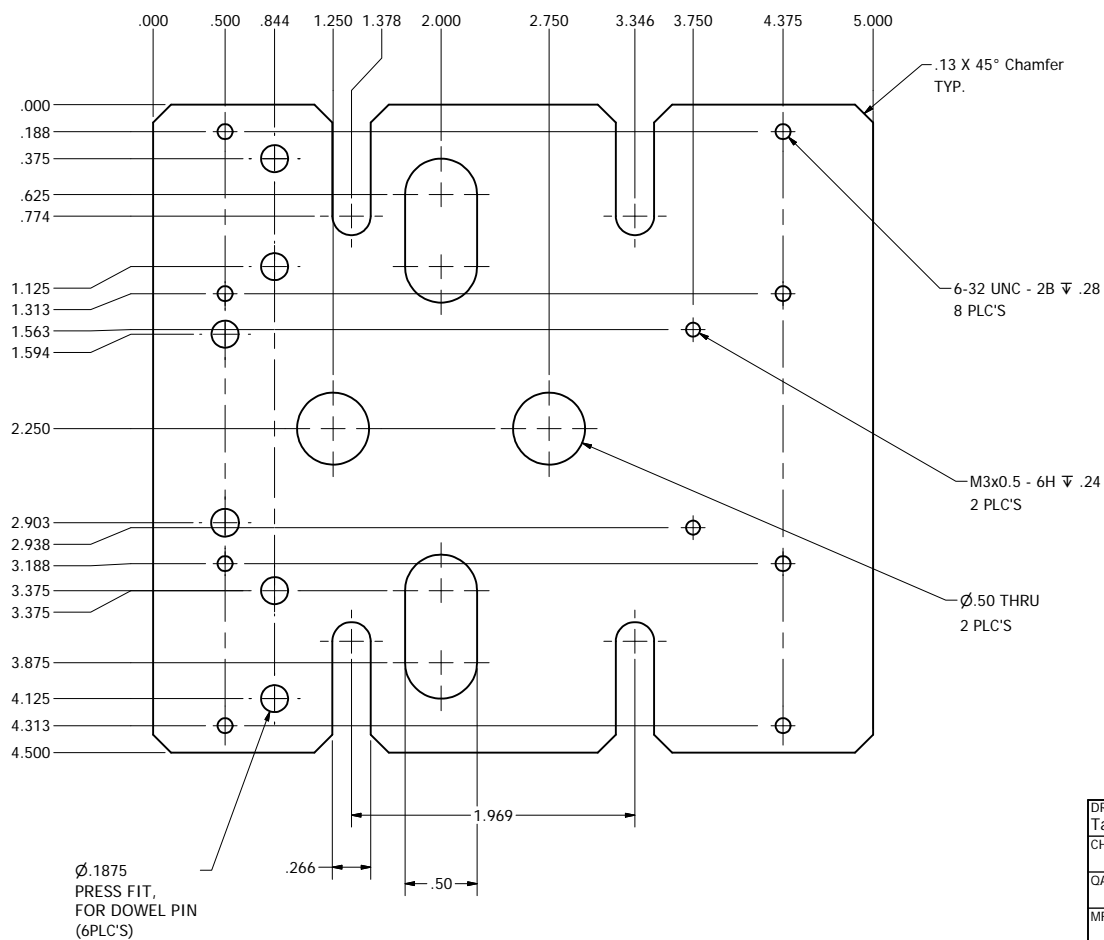 .000 .500 .844 1.250 1.378 2.000 2.750 3.346 3.750 4.375 5.000
.13 X 45° Chamfer
TYP.
.000
.188
.375
.625
.774
1.125
1.313
1.563
1.594
2.250
2.903
2.938
3.188
3.375
3.375
3.875
4.125
4.313
4.500
6-32 UNC - 2B ↧ .28
8 PLC'S
M3x0.5 - 6H ↧ .24
2 PLC'S
Ø.50 THRU
2 PLC'S
1.969
.266
.50
Ø.1875
PRESS FIT,
FOR DOWEL PIN
(6PLC'S)